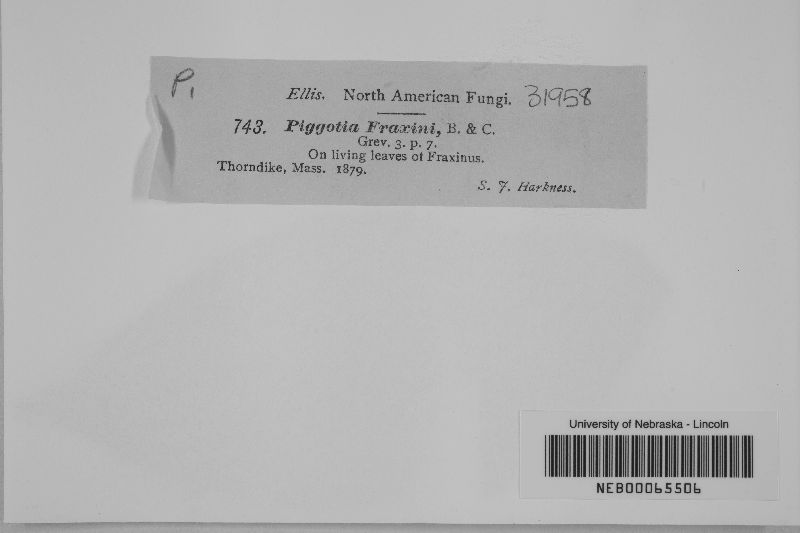 P1
Ellis. North American Fungi. 31958
743. Piggotia Fraxini, B. & C.
Grev. 3. p. 7.
On living leaves of Fraxinus.
Thorndike, Mass. 1879.
S. J. Harkness.
University of Nebraska - Lincoln
NEB00065506